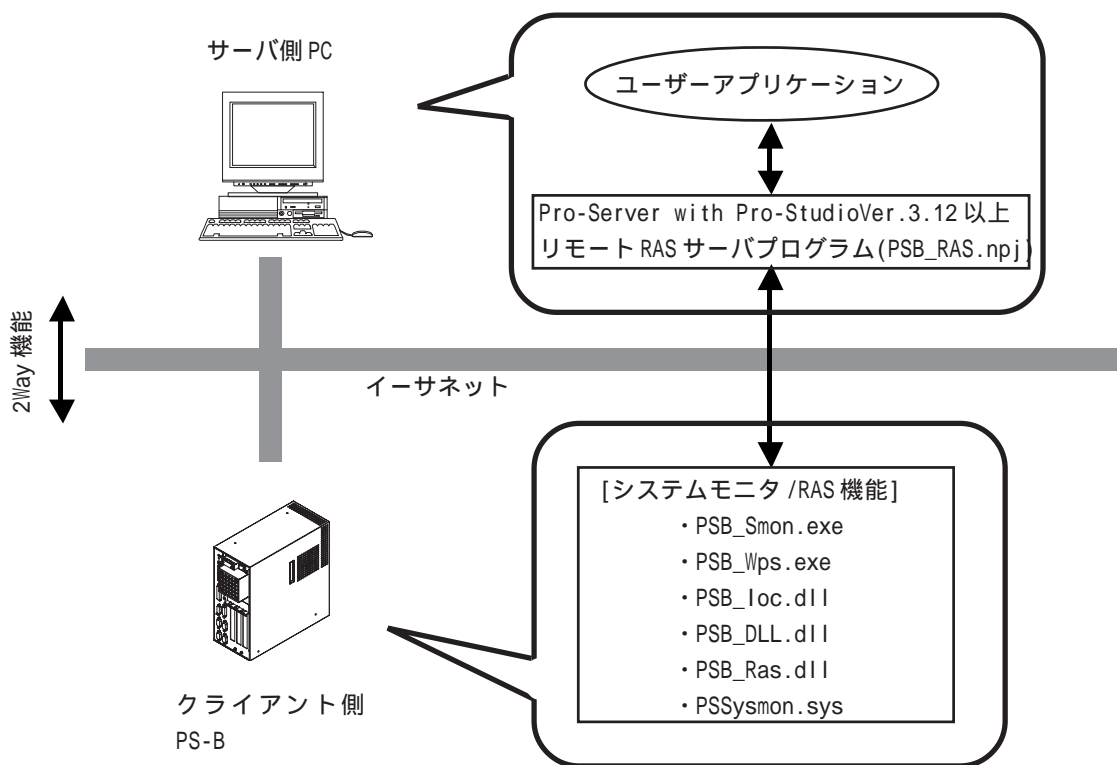 サーバ側 PC
ユーザーアプリケーション
Pro-Server with Pro-StudioVer.3.12 以上
リモート RAS サーバプログラム(PSB_RAS.npj)
2Way 機能
イーサネット
[システムモニタ /RAS 機能]
・PSB_Smon.exe
・PSB_Wps.exe
・PSB_Ioc.dll
・PSB_DLL.dll
・PSB_Ras.dll
・PSSysmon.sys
クライアント側
PS-B